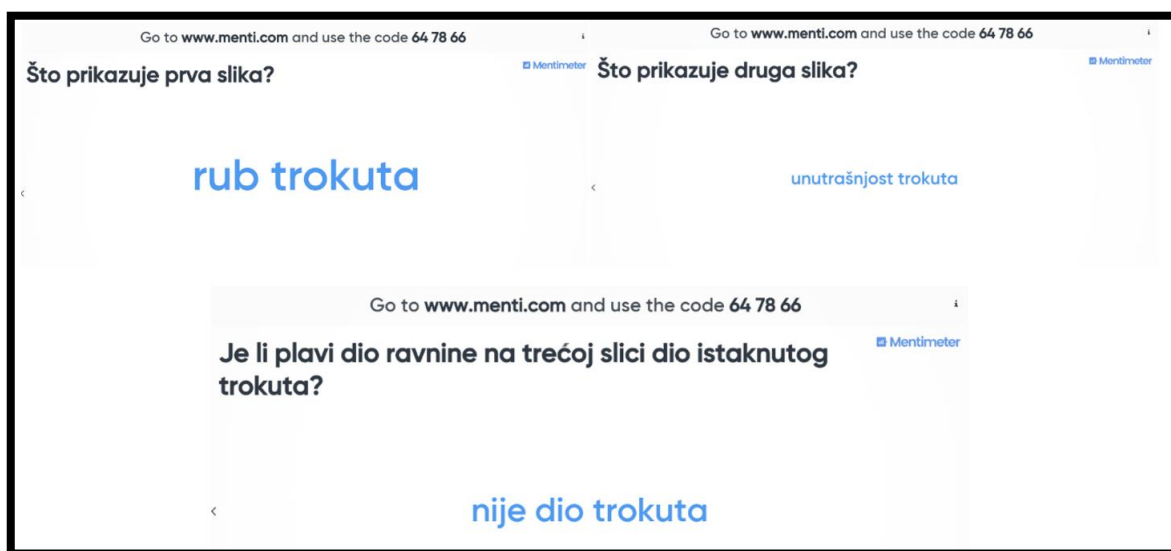 Go to www.menti.com and use the code 64 78 66
Mentimeter
Što prikazuje prva slika?
rub trokuta
Go to www.menti.com and use the code 64 78 66
Mentimeter
Što prikazuje druga slika?
unutrašnjost trokuta
Go to www.menti.com and use the code 64 78 66
Mentimeter
Je li plavi dio ravnine na trećoj slici dio istaknutog
trokuta?
nije dio trokuta